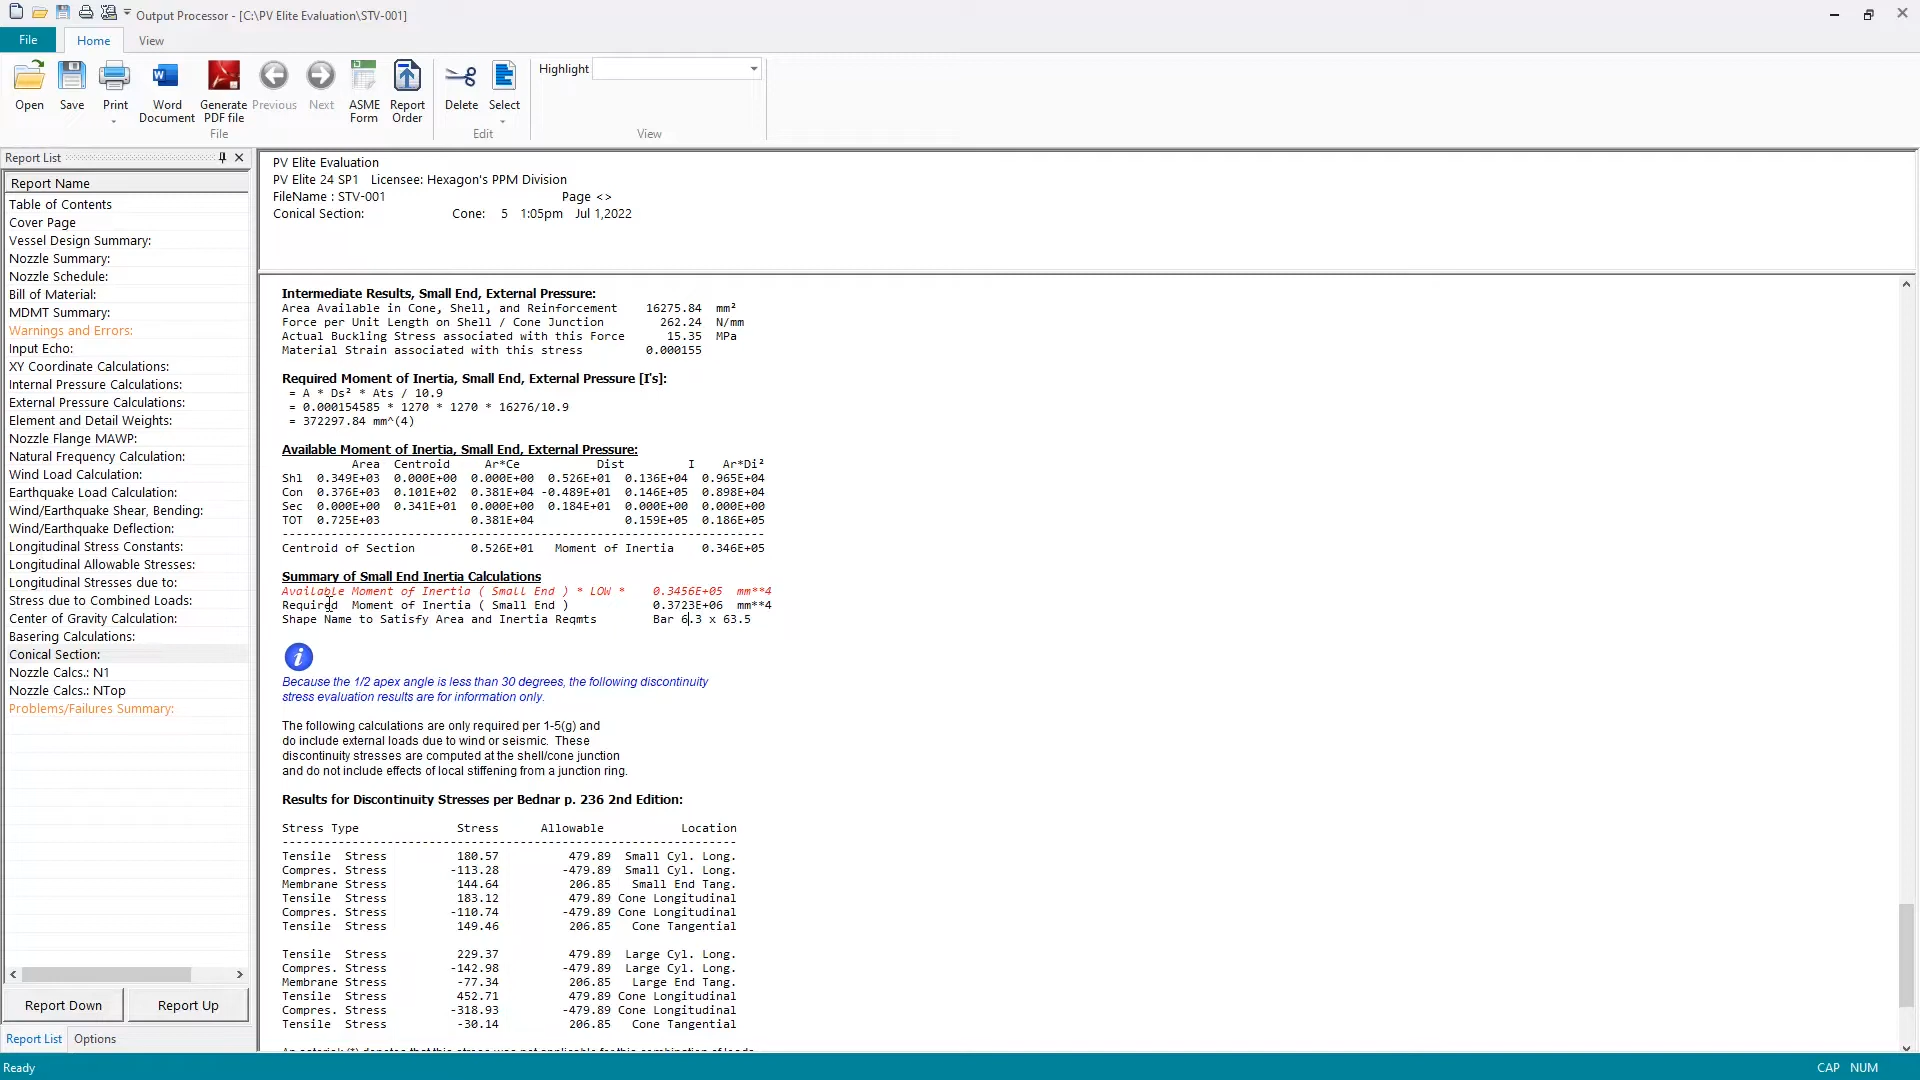 Output Processor - [C:\PV Elite Evaluation\STV-001]
File
Home
View
Open
Save
Print
Word Document
Generate PDF file
Previous
Next
ASME Form
Report Order
Delete
Select
Highlight
File
Edit
View
Report List
Report Name
Table of Contents
Cover Page
Vessel Design Summary:
Nozzle Summary:
Nozzle Schedule:
Bill of Material:
MDMT Summary:
Warnings and Errors:
Input Echo:
XY Coordinate Calculations:
Internal Pressure Calculations:
External Pressure Calculations:
Element and Detail Weights:
Nozzle Flange MAWP:
Natural Frequency Calculation:
Wind Load Calculation:
Earthquake Load Calculation:
Wind/Earthquake Shear, Bending:
Wind/Earthquake Deflection:
Longitudinal Stress Constants:
Longitudinal Allowable Stresses:
Longitudinal Stresses due to:
Stress due to Combined Loads:
Center of Gravity Calculation:
Basering Calculations:
Conical Section:
Nozzle Calcs.: N1
Nozzle Calcs.: NTop
Problems/Failures Summary:
Report Down
Report Up
Report List
Options
PV Elite Evaluation
PV Elite 24 SP1 Licensee: Hexagon's PPM Division
FileName : STV-001 Page <>
Conical Section: Cone: 5 1:05pm Jul 1,2022
Intermediate Results, Small End, External Pressure:
Area Available in Cone, Shell, and Reinforcement 16275.84 mm²
Force per Unit Length on Shell / Cone Junction 262.24 N/mm
Actual Buckling Stress associated with this Force 15.35 MPa
Material Strain associated with this stress 0.000155
Required Moment of Inertia, Small End, External Pressure [I's]:
= A * Ds² * Ats / 10.9
= 0.000154585 * 1270 * 1270 * 16276/10.9
= 372297.84 mm^(4)
Available Moment of Inertia, Small End, External Pressure:
Area Centroid Ar*Ce Dist I Ar*Di²
Shl 0.349E+03 0.000E+00 0.000E+00 0.526E+01 0.136E+04 0.965E+04
Con 0.376E+03 0.101E+02 0.381E+04 -0.489E+01 0.146E+05 0.898E+04
Sec 0.000E+00 0.341E+01 0.000E+00 0.184E+01 0.000E+00 0.000E+00
TOT 0.725E+03 0.381E+04 0.159E+05 0.186E+05
Centroid of Section 0.526E+01 Moment of Inertia 0.346E+05
Summary of Small End Inertia Calculations
Available Moment of Inertia ( Small End ) * LOW * 0.3456E+05 mm**4
Required Moment of Inertia ( Small End ) 0.3723E+06 mm**4
Shape Name to Satisfy Area and Inertia Reqmts Bar 6.3 x 63.5
i
Because the 1/2 apex angle is less than 30 degrees, the following discontinuity
stress evaluation results are for information only.
The following calculations are only required per 1-5(g) and
do include external loads due to wind or seismic. These
discontinuity stresses are computed at the shell/cone junction
and do not include effects of local stiffening from a junction ring.
Results for Discontinuity Stresses per Bednar p. 236 2nd Edition:
Stress Type Stress Allowable Location
Tensile Stress 180.57 479.89 Small Cyl. Long.
Compres. Stress -113.28 -479.89 Small Cyl. Long.
Membrane Stress 144.64 206.85 Small End Tang.
Tensile Stress 183.12 479.89 Cone Longitudinal
Compres. Stress -110.74 -479.89 Cone Longitudinal
Tensile Stress 149.46 206.85 Cone Tangential
Tensile Stress 229.37 479.89 Large Cyl. Long.
Compres. Stress -142.98 -479.89 Large Cyl. Long.
Membrane Stress -77.34 206.85 Large End Tang.
Tensile Stress 452.71 479.89 Cone Longitudinal
Compres. Stress -318.93 -479.89 Cone Longitudinal
Tensile Stress -30.14 206.85 Cone Tangential
Ready
CAP NUM